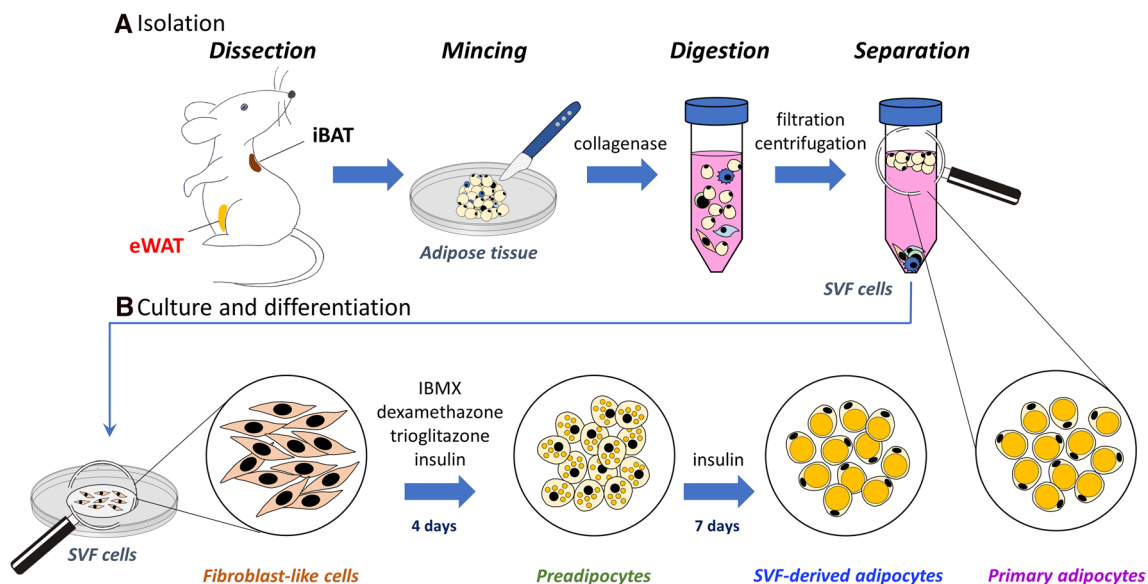 A Isolation
Dissection
Mincing
Digestion
Separation
iBAT
eWAT
collagenase
filtration
centrifugation
Adipose tissue
SVF cells
B Culture and differentiation
IBMX
dexamethazone
trioglitazone
insulin
4 days
insulin
7 days
SVF cells
Fibroblast-like cells
Preadipocytes
SVF-derived adipocytes
Primary adipocytes